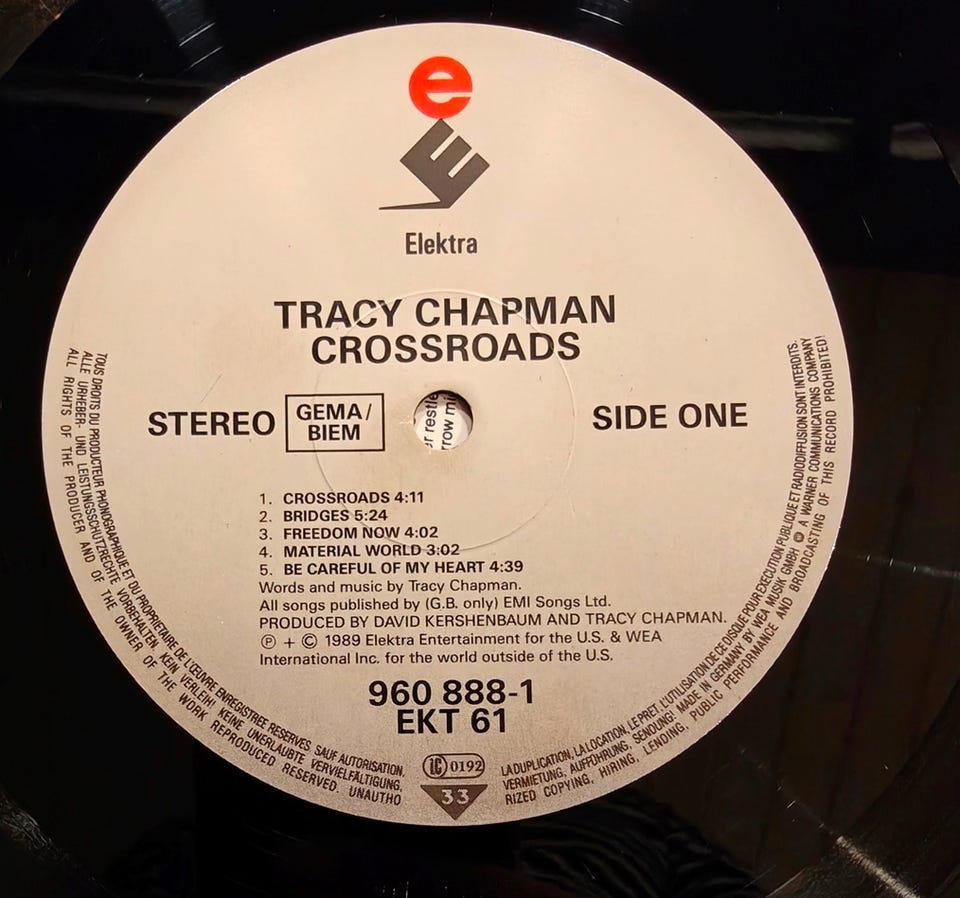 e
E
Elektra
TRACY CHAPMAN
CROSSROADS
STEREO
GEMA/
BIEM
er restle
rrow mi
SIDE ONE
1. CROSSROADS 4:11
2. BRIDGES 5:24
3. FREEDOM NOW 4:02
4. MATERIAL WORLD 3:02
5. BE CAREFUL OF MY HEART 4:39
Words and music by Tracy Chapman.
All songs published by (G.B. only) EMI Songs Ltd.
PRODUCED BY DAVID KERSHENBAUM AND TRACY CHAPMAN.
℗ + © 1989 Elektra Entertainment for the U.S. & WEA
International Inc. for the world outside of the U.S.
960 888-1
EKT 61
LC 0192
33
TOUS DROITS DU PRODUCTEUR PHONOGRAPHIQUE ET DU PROPRIETAIRE DE L'ŒUVRE ENREGISTREE RESERVES SAUF AUTORISATION, LA DUPLICATION, LA LOCATION, LE PRET, L'UTILISATION DE CE DISQUE POUR EXECUTION PUBLIQUE ET RADIODIFFUSION SONT INTERDITS.
ALLE URHEBER- UND LEISTUNGSSCHUTZRECHTE VORBEHALTEN. KEIN VERLEIH! KEINE UNERLAUBTE VERVIELFÄLTIGUNG, VERMIETUNG, AUFFÜHRUNG, SENDUNG! MADE IN GERMANY BY WEA MUSIK GMBH A WARNER COMMUNICATIONS COMPANY
ALL RIGHTS OF THE PRODUCER AND OF THE OWNER OF THE WORK REPRODUCED RESERVED. UNAUTHORIZED COPYING, HIRING, LENDING, PUBLIC PERFORMANCE AND BROADCASTING OF THIS RECORD PROHIBITED!